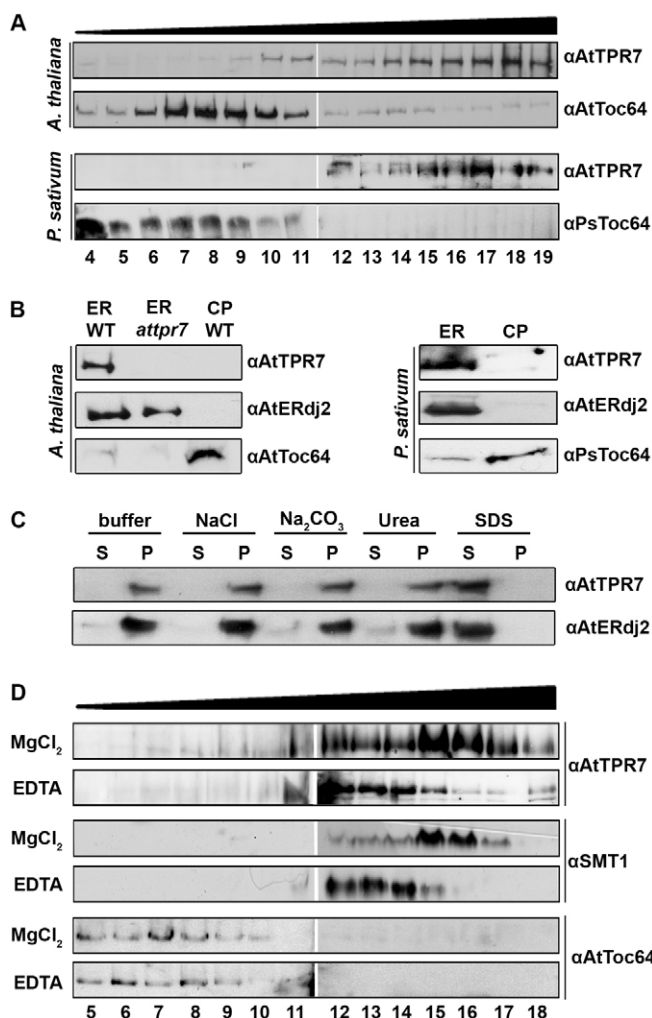 A
A. thaliana
αAtTPR7
αAtToc64
P. sativum
αAtTPR7
αPsToc64
4 5 6 7 8 9 10 11 12 13 14 15 16 17 18 19
B
ER WT
ER attpr7
CP WT
A. thaliana
αAtTPR7
αAtERdj2
αAtToc64
ER CP
P. sativum
αAtTPR7
αAtERdj2
αPsToc64
C
buffer NaCl Na₂CO₃ Urea SDS
S P S P S P S P S P
αAtTPR7
αAtERdj2
D
MgCl₂
EDTA
αAtTPR7
MgCl₂
EDTA
αSMT1
MgCl₂
EDTA
αAtToc64
5 6 7 8 9 10 11 12 13 14 15 16 17 18